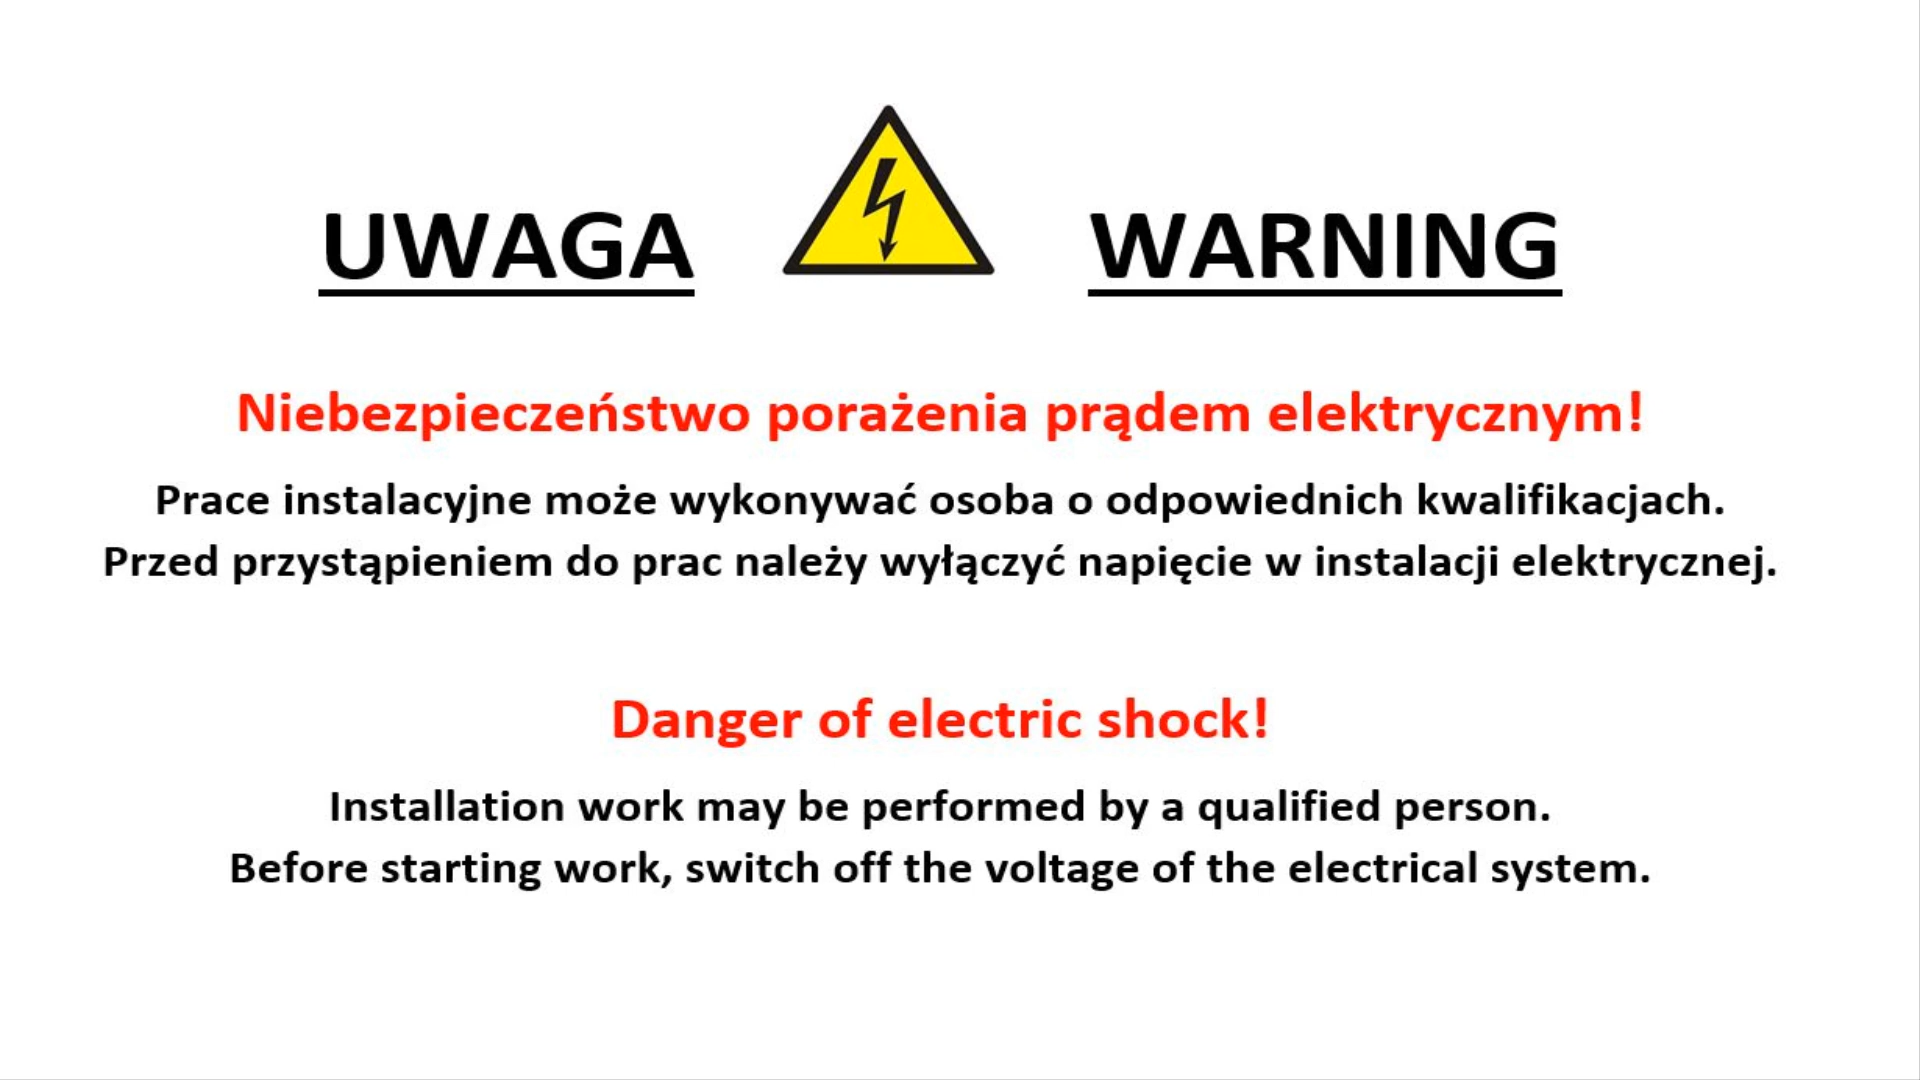 UWAGA WARNING
Niebezpieczeństwo porażenia prądem elektrycznym!
Prace instalacyjne może wykonywać osoba o odpowiednich kwalifikacjach.
Przed przystąpieniem do prac należy wyłączyć napięcie w instalacji elektrycznej.
Danger of electric shock!
Installation work may be performed by a qualified person.
Before starting work, switch off the voltage of the electrical system.